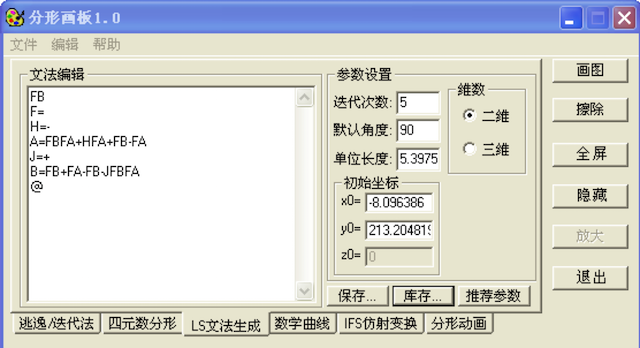 分形画板1.0
文件 编辑 帮助
文法编辑
FB
F=
H=-
A=FBFA+HFA+FB-FA
J=+
B=FB+FA-FB-JFBFA
@
参数设置
迭代次数: 5
默认角度: 90
单位长度: 5.3975
维数
二维
三维
初始坐标
x0= -8.096386
y0= 213.204819
z0= 0
保存... 库存... 推荐参数
画图
擦除
全屏
隐藏
放大
退出
逃逸/迭代法 四元数分形 LS文法生成 数学曲线 IFS仿射变换 分形动画